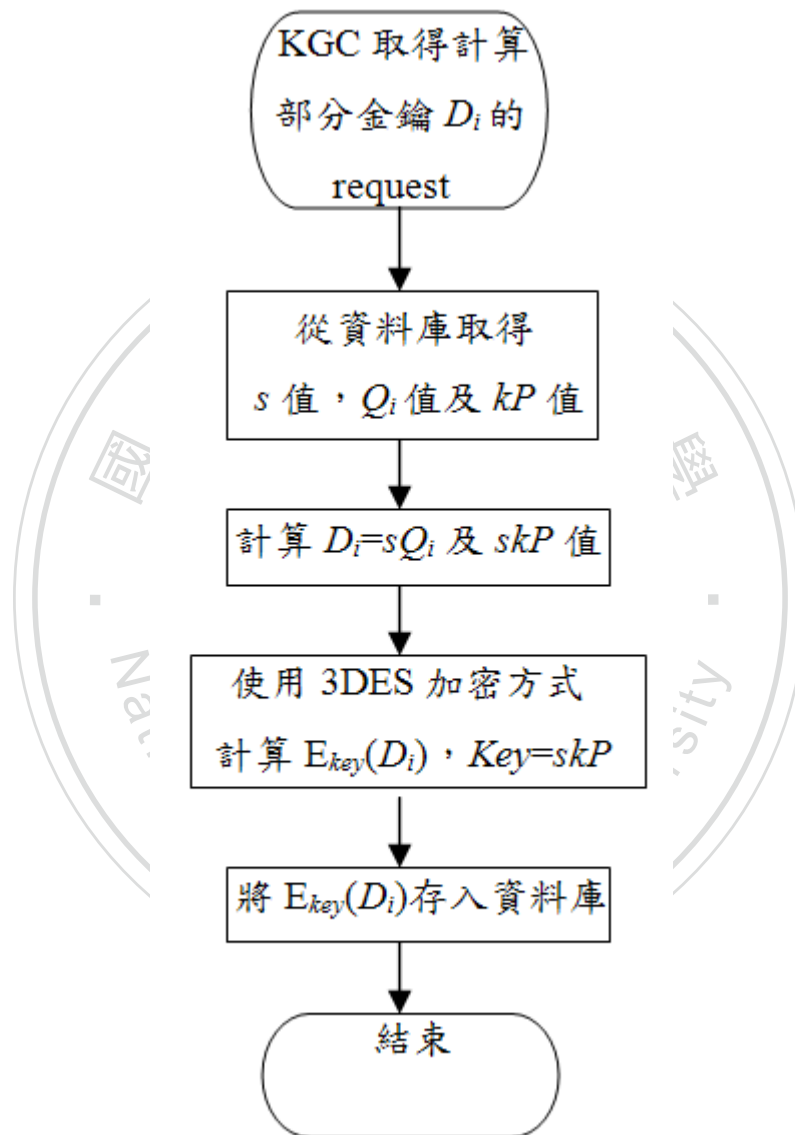 KGC 取得計算
部分金鑰 Di 的
request
從資料庫取得
s 值，Qi 值及 kP 值
計算 Di=sQi 及 skP 值
使用 3DES 加密方式
計算 Ekey(Di)，Key=skP
將 Ekey(Di)存入資料庫
結束
國
學